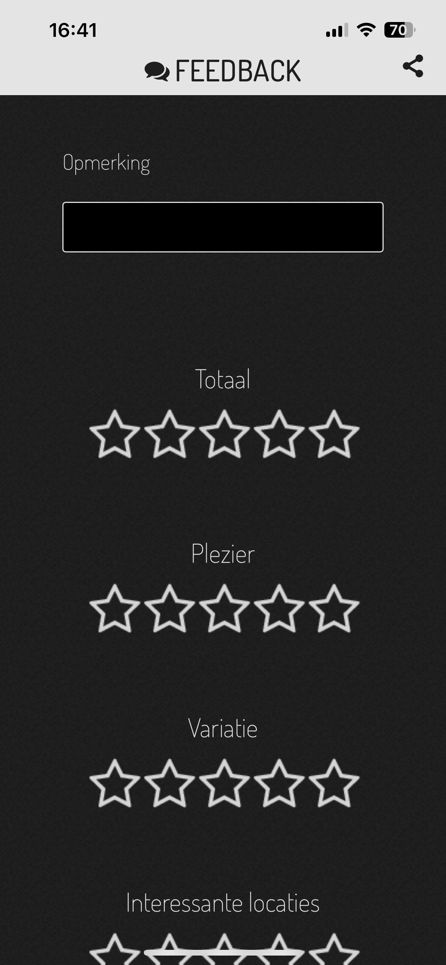 16:41
70
FEEDBACK
Opmerking
Totaal
Plezier
Variatie
Interessante locaties